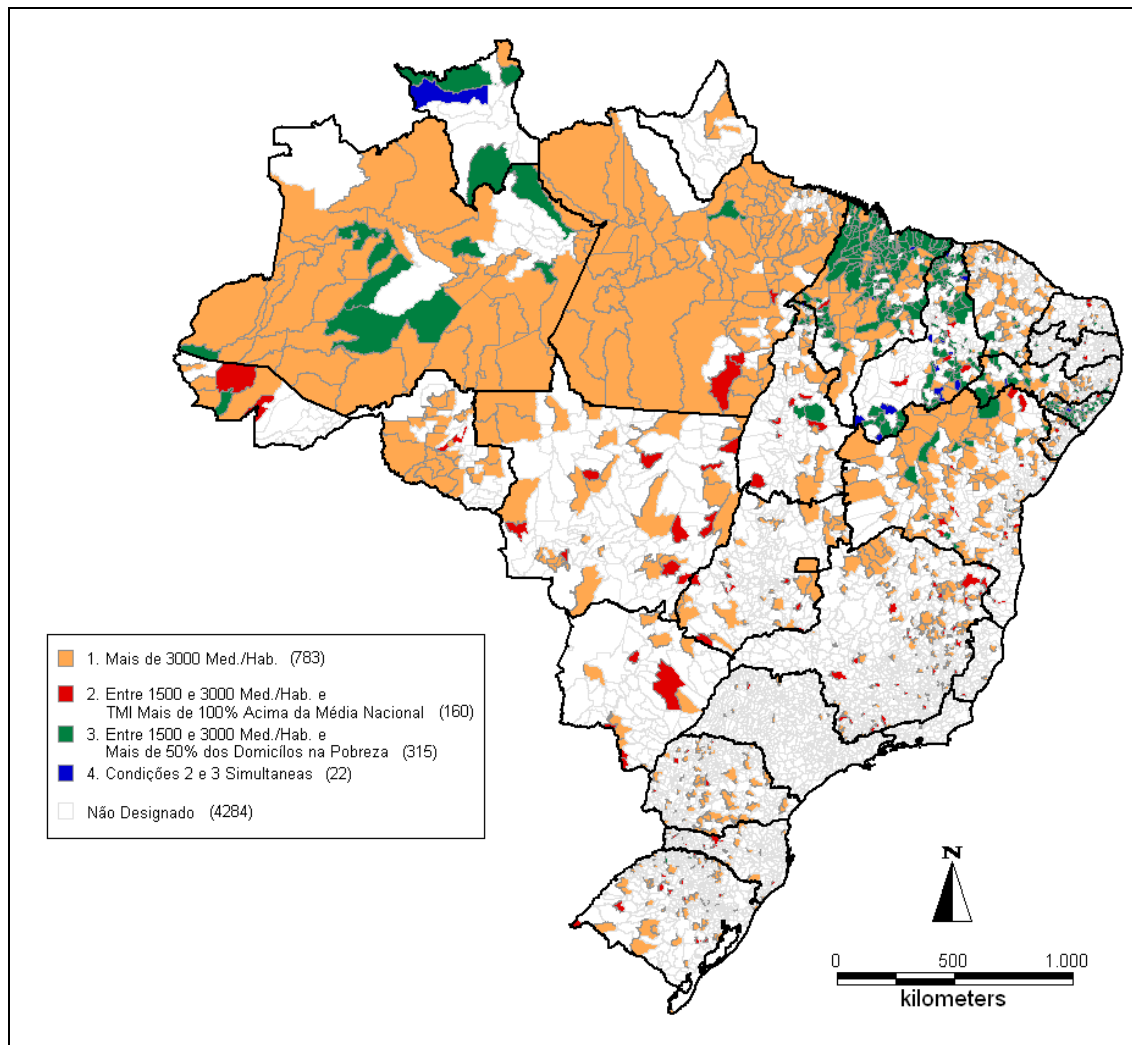 1. Mais de 3000 Med./Hab. (783)
2. Entre 1500 e 3000 Med./Hab. e
TMI Mais de 100% Acima da Média Nacional (160)
3. Entre 1500 e 3000 Med./Hab. e
Mais de 50% dos Domicílos na Pobreza (315)
4. Condições 2 e 3 Simultaneas (22)
Não Designado (4284)
N
0 500 1.000
kilometers